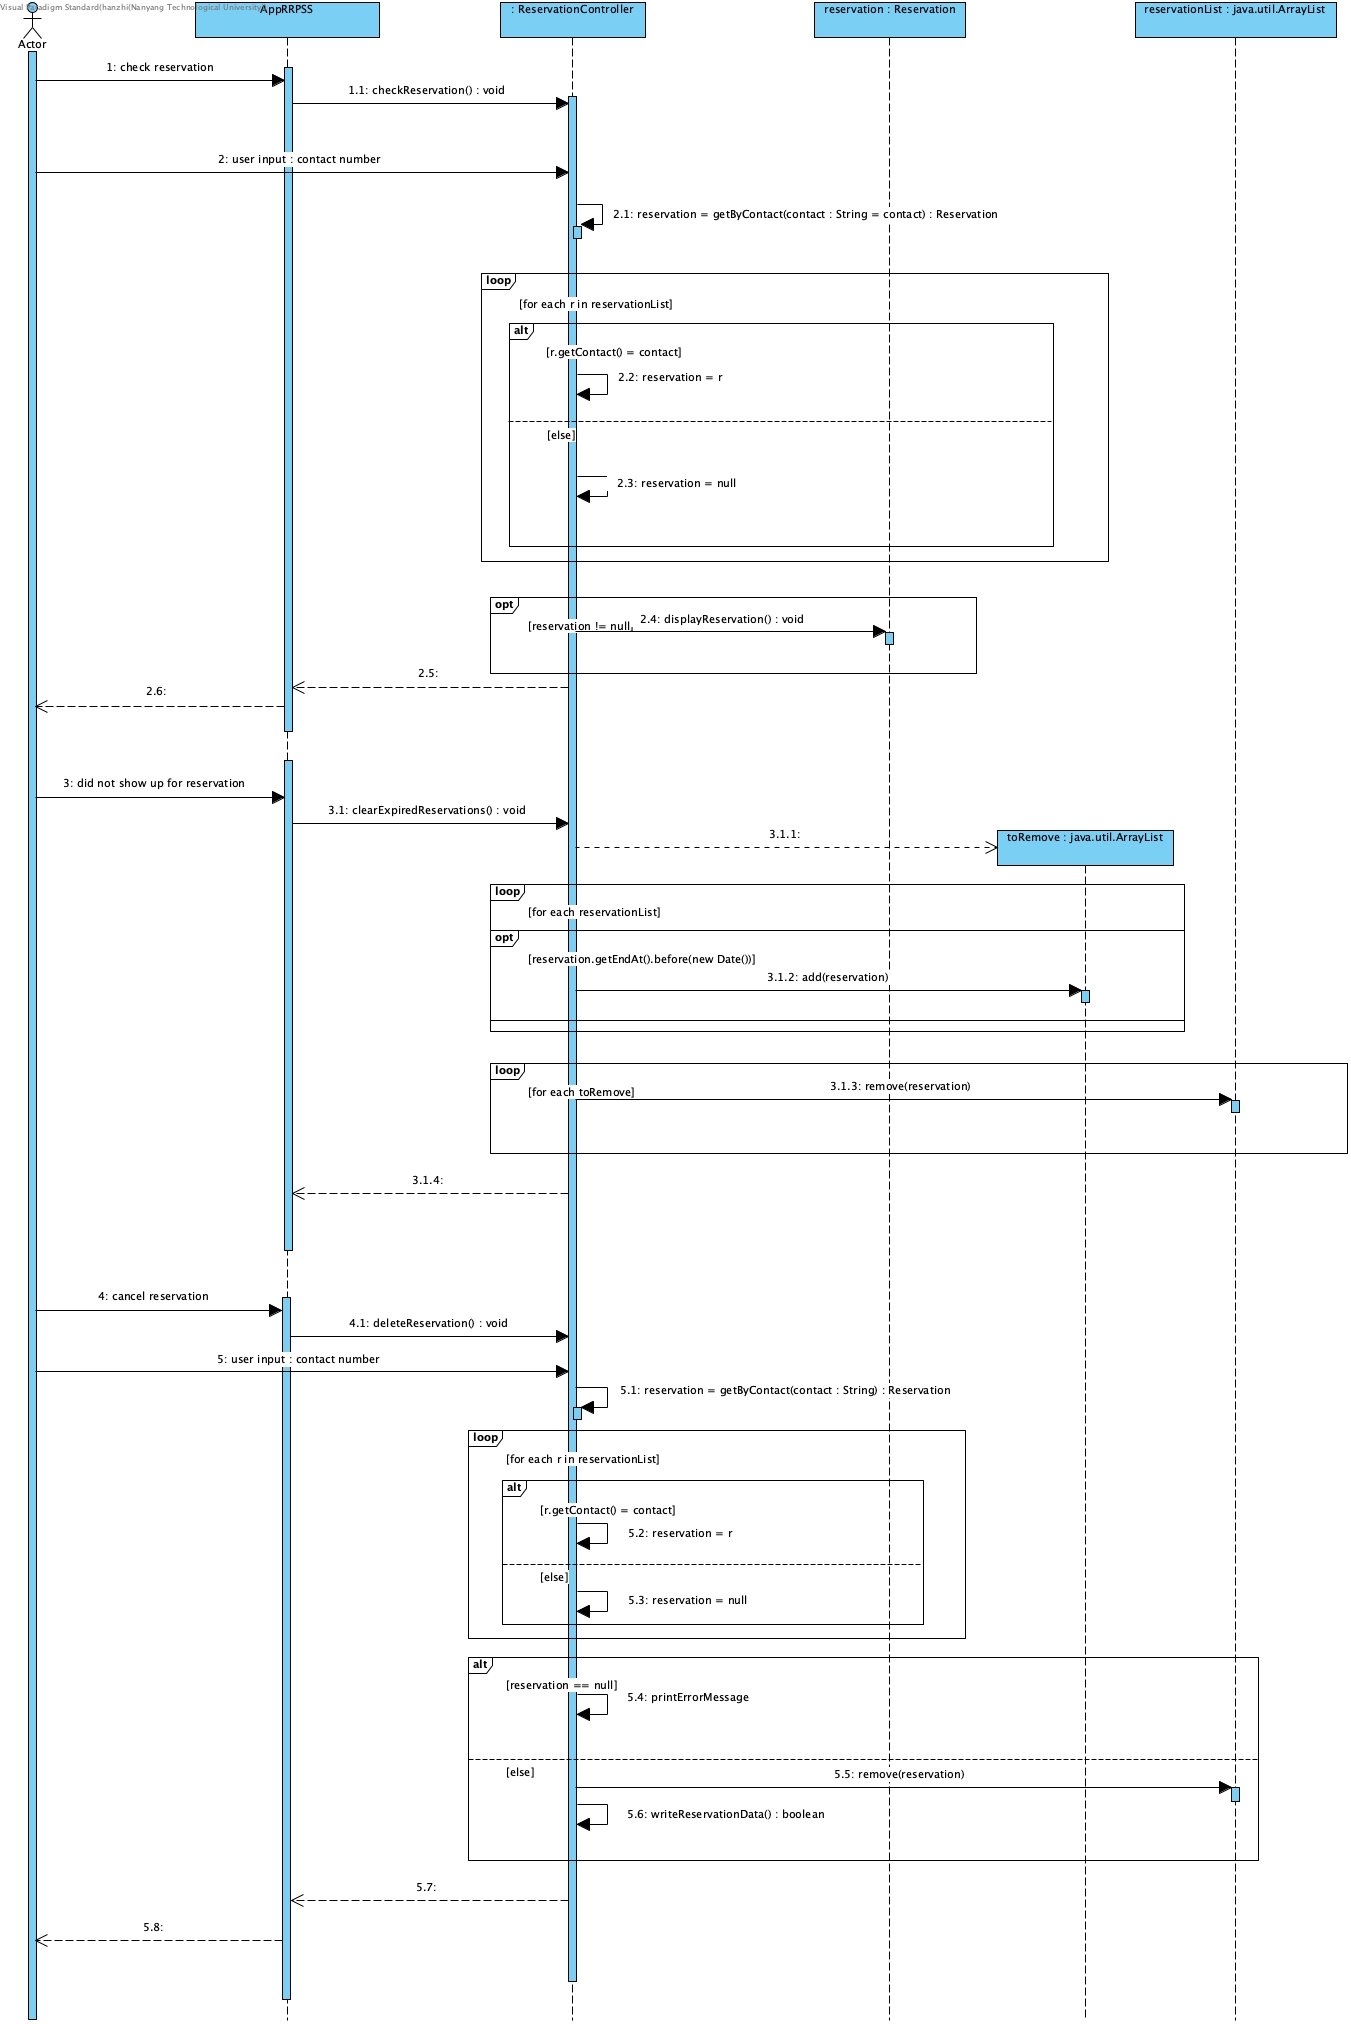 Visual Paradigm Standard(hanzhi(Nanyang Technological University))
Actor
AppRRPSS
: ReservationController
reservation : Reservation
reservationList : java.util.ArrayList
1: check reservation
1.1: checkReservation() : void
2: user input : contact number
2.1: reservation = getByContact(contact : String = contact) : Reservation
loop
[for each r in reservationList]
alt
[r.getContact() = contact]
2.2: reservation = r
[else]
2.3: reservation = null
opt
[reservation != null]
2.4: displayReservation() : void
2.5:
2.6:
3: did not show up for reservation
3.1: clearExpiredReservations() : void
3.1.1:
toRemove : java.util.ArrayList
loop
[for each reservationList]
opt
[reservation.getEndAt().before(new Date())]
3.1.2: add(reservation)
loop
[for each toRemove]
3.1.3: remove(reservation)
3.1.4:
4: cancel reservation
4.1: deleteReservation() : void
5: user input : contact number
5.1: reservation = getByContact(contact : String) : Reservation
loop
[for each r in reservationList]
alt
[r.getContact() = contact]
5.2: reservation = r
[else]
5.3: reservation = null
alt
[reservation == null]
5.4: printErrorMessage
[else]
5.5: remove(reservation)
5.6: writeReservationData() : boolean
5.7:
5.8: